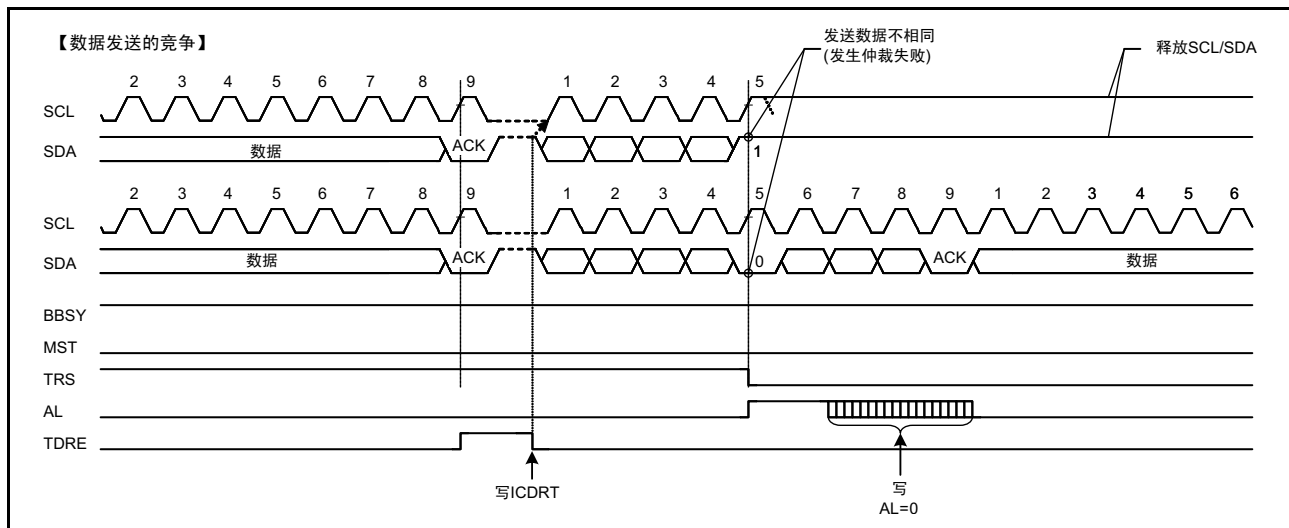 【数据发送的竞争】
发送数据不相同
(发生仲裁失败)
释放SCL/SDA
2 3 4 5 6 7 8 9 1 2 3 4 5
SCL
SDA 数据 ACK 1
2 3 4 5 6 7 8 9 1 2 3 4 5 6 7 8 9 1 2 3 4 5 6
SCL
SDA 数据 ACK 0 ACK 数据
BBSY
MST
TRS
AL
TDRE
写ICDRT
写
AL=0